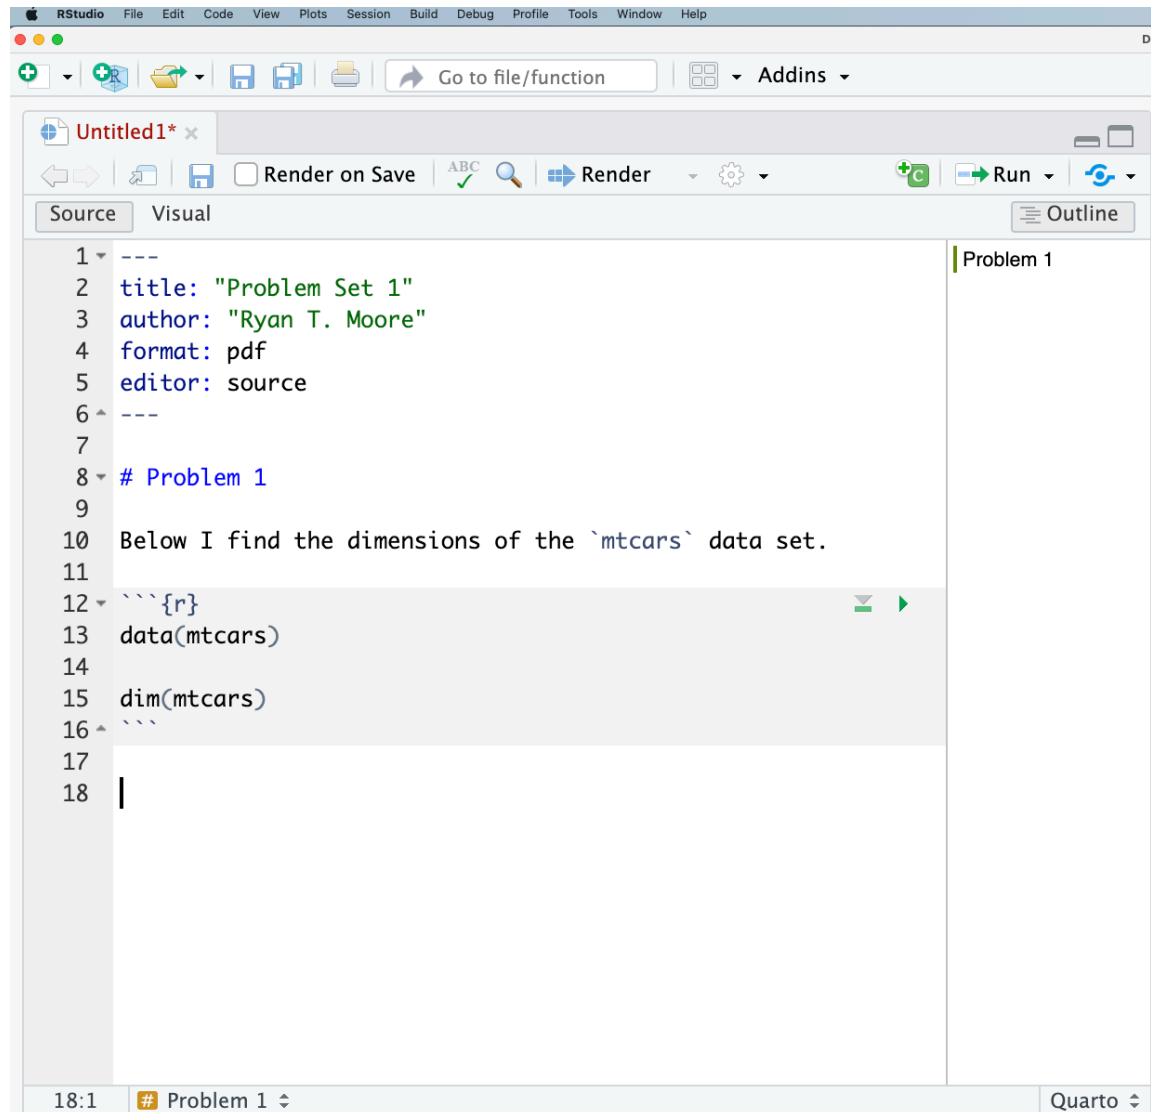 RStudio File Edit Code View Plots Session Build Debug Profile Tools Window Help
D
R Go to file/function Addins
Untitled1* ×
Render on Save ABC Render C Run
Source Visual Outline
1 ---
2 title: "Problem Set 1"
3 author: "Ryan T. Moore"
4 format: pdf
5 editor: source
6 ---
7
8 # Problem 1
9
10 Below I find the dimensions of the `mtcars` data set.
11
12 ```{r}
13 data(mtcars)
14
15 dim(mtcars)
16 ```
17
18
Problem 1
18:1 # Problem 1 Quarto